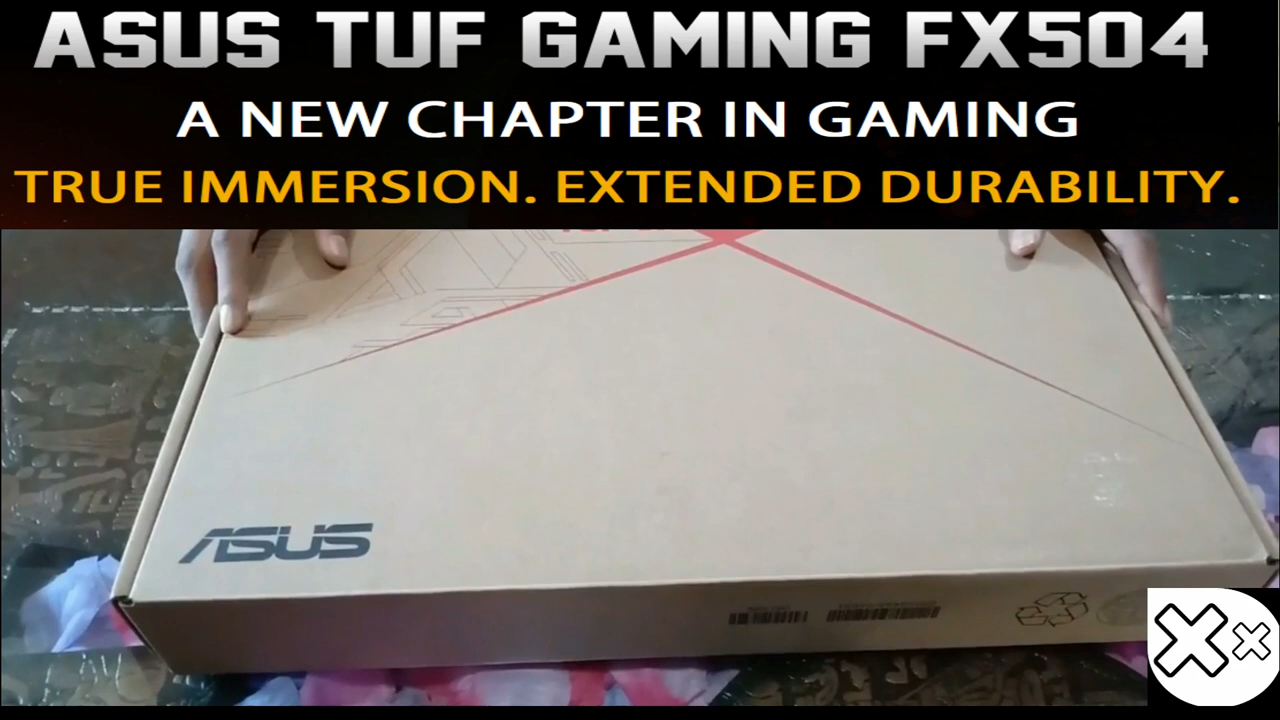 ASUS TUF GAMING FX504
A NEW CHAPTER IN GAMING
TRUE IMMERSION. EXTENDED DURABILITY.
ASUS